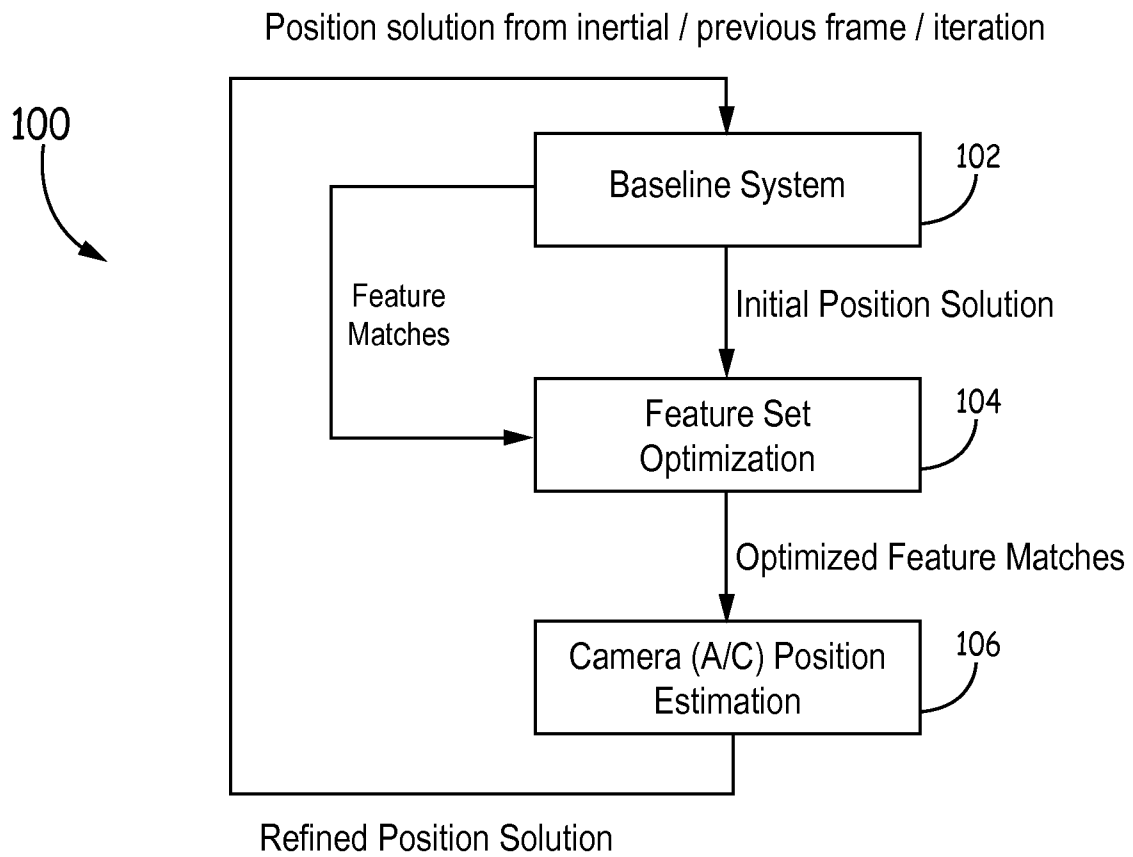 Position solution from inertial / previous frame / iteration
100
102
Baseline System
Feature
Matches
Initial Position Solution
104
Feature Set
Optimization
Optimized Feature Matches
106
Camera (A/C) Position
Estimation
Refined Position Solution